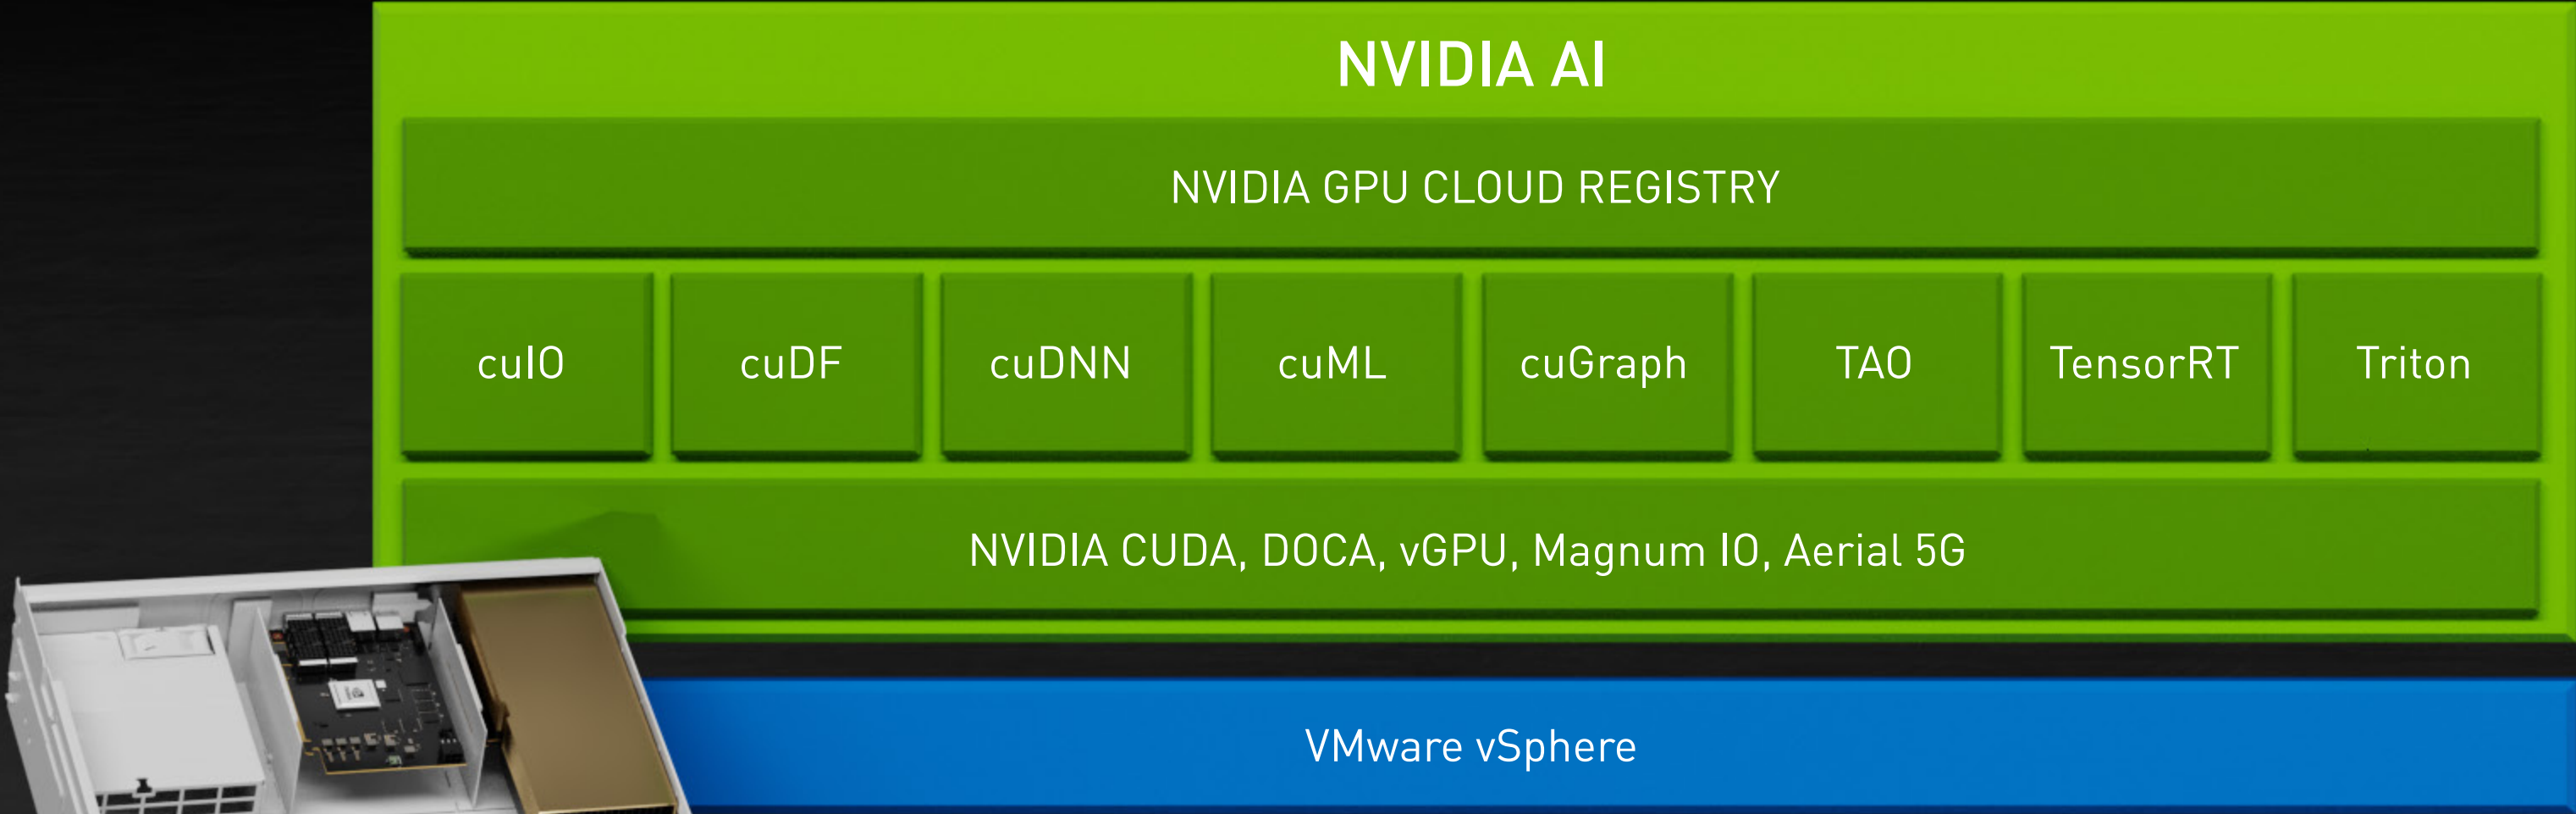 NVIDIA AI
NVIDIA GPU CLOUD REGISTRY
cuIO cuDF cuDNN cuML cuGraph TAO TensorRT Triton
NVIDIA CUDA, DOCA, vGPU, Magnum IO, Aerial 5G
VMware vSphere